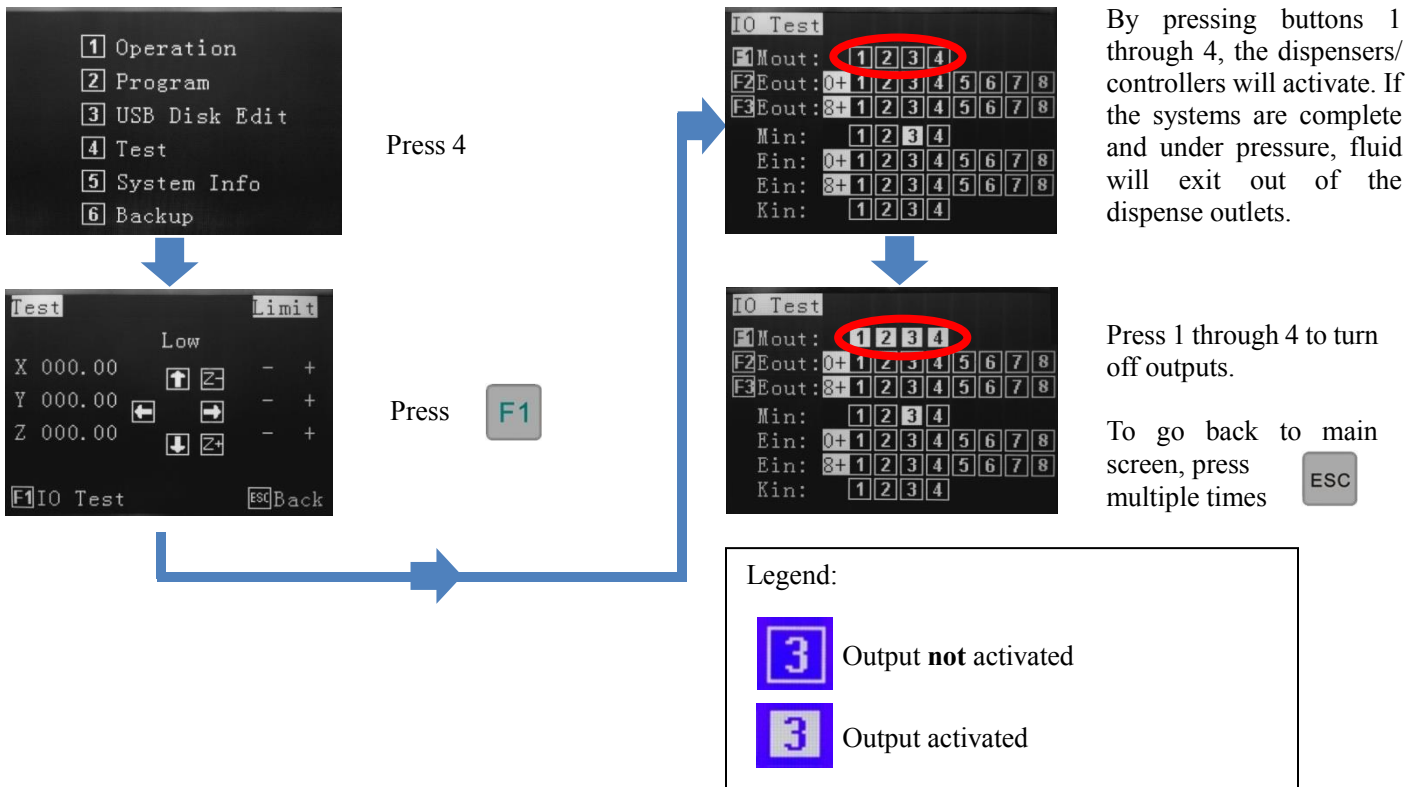 1 Operation
2 Program
3 USB Disk Edit
4 Test
5 System Info
6 Backup
Press 4
Test Limit
Low
X 000.00 Z- - +
Y 000.00 - +
Z 000.00 Z+ - +
F1 IO Test ESC Back
Press F1
IO Test
F1 Mout: 1 2 3 4
F2 Eout: 0+ 1 2 3 4 5 6 7 8
F3 Eout: 8+ 1 2 3 4 5 6 7 8
Min: 1 2 3 4
Ein: 0+ 1 2 3 4 5 6 7 8
Ein: 8+ 1 2 3 4 5 6 7 8
Kin: 1 2 3 4
By pressing buttons 1
through 4, the dispensers/
controllers will activate. If
the systems are complete
and under pressure, fluid
will exit out of the
dispense outlets.
IO Test
F1 Mout: 1 2 3 4
F2 Eout: 0+ 1 2 3 4 5 6 7 8
F3 Eout: 8+ 1 2 3 4 5 6 7 8
Min: 1 2 3 4
Ein: 0+ 1 2 3 4 5 6 7 8
Ein: 8+ 1 2 3 4 5 6 7 8
Kin: 1 2 3 4
Press 1 through 4 to turn
off outputs.
To go back to main
screen, press
multiple times ESC
Legend:
3 Output not activated
3 Output activated